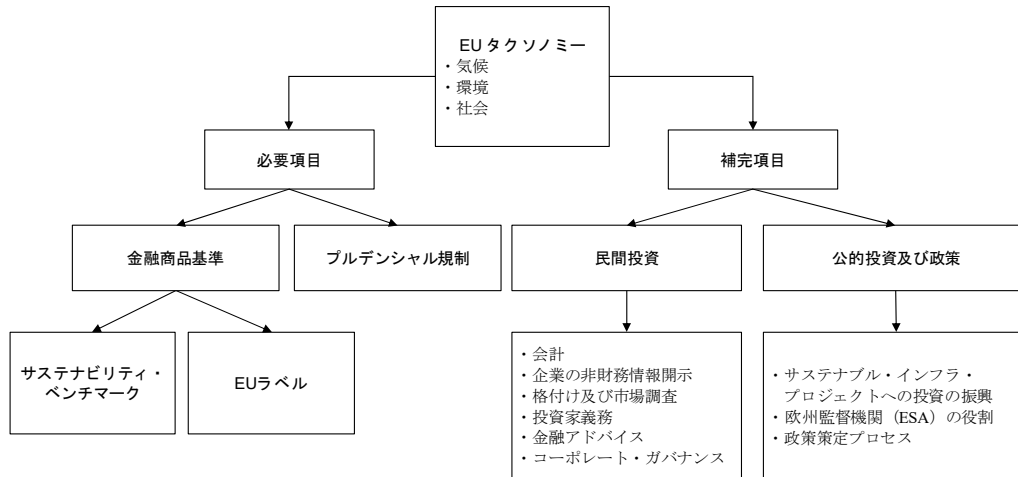 EUタクソノミー
・気候
・環境
・社会
必要項目
補完項目
金融商品基準
プルデンシャル規制
民間投資
公的投資及び政策
サステナビリティ・
ベンチマーク
EUラベル
・会計
・企業の非財務情報開示
・格付け及び市場調査
・投資家義務
・金融アドバイス
・コーポレート・ガバナンス
・サステナブル・インフラ・
プロジェクトへの投資の振興
・欧州監督機関（ESA）の役割
・政策策定プロセス